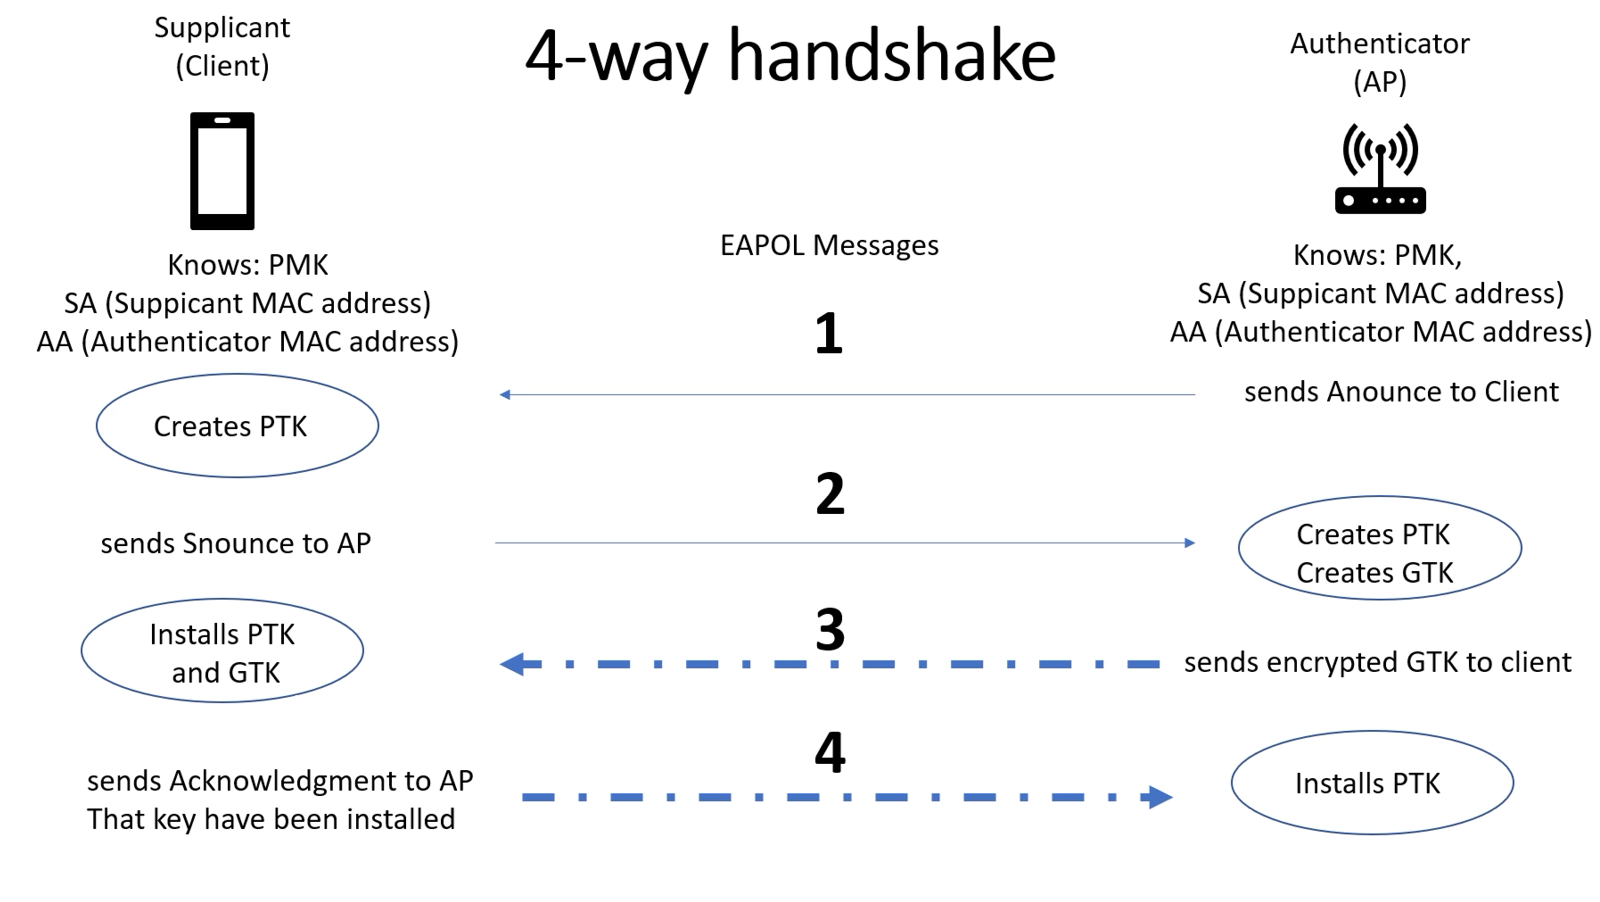 Supplicant
(Client)
4-way handshake
Authenticator
(AP)
Knows: PMK
SA (Suppicant MAC address)
AA (Authenticator MAC address)
EAPOL Messages
Knows: PMK,
SA (Suppicant MAC address)
AA (Authenticator MAC address)
1
sends Anounce to Client
Creates PTK
2
sends Snounce to AP
Creates PTK
Creates GTK
3
Installs PTK
and GTK
sends encrypted GTK to client
4
sends Acknowledgment to AP
That key have been installed
Installs PTK